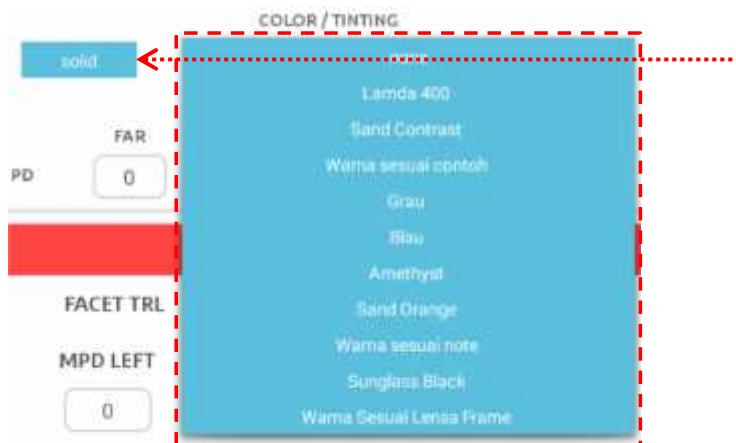 COLOR / TINTING
solid
none
Lamda 400
FAR
Sand Contrast
PD
0
Warna sesuai contoh
Grau
Blau
Amethyst
FACET TRL
Sand Orange
MPD LEFT
Warna sesuai note
Sunglass Black
0
Warna Sesuai Lensa Frame